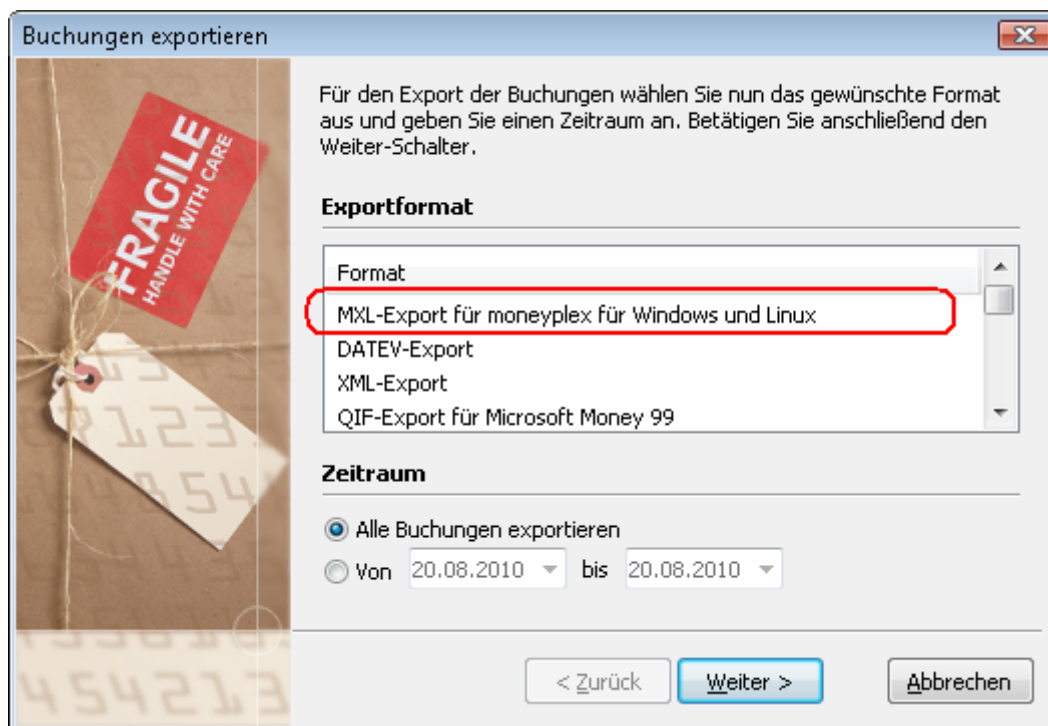 Buchungen exportieren
FRAGILE
HANDLE WITH CARE
Für den Export der Buchungen wählen Sie nun das gewünschte Format
aus und geben Sie einen Zeitraum an. Betätigen Sie anschließend den
Weiter-Schalter.
Exportformat
Format
MXL-Export für moneyplex für Windows und Linux
DATEV-Export
XML-Export
QIF-Export für Microsoft Money 99
Zeitraum
Alle Buchungen exportieren
Von 20.08.2010 bis 20.08.2010
< Zurück Weiter > Abbrechen
454213